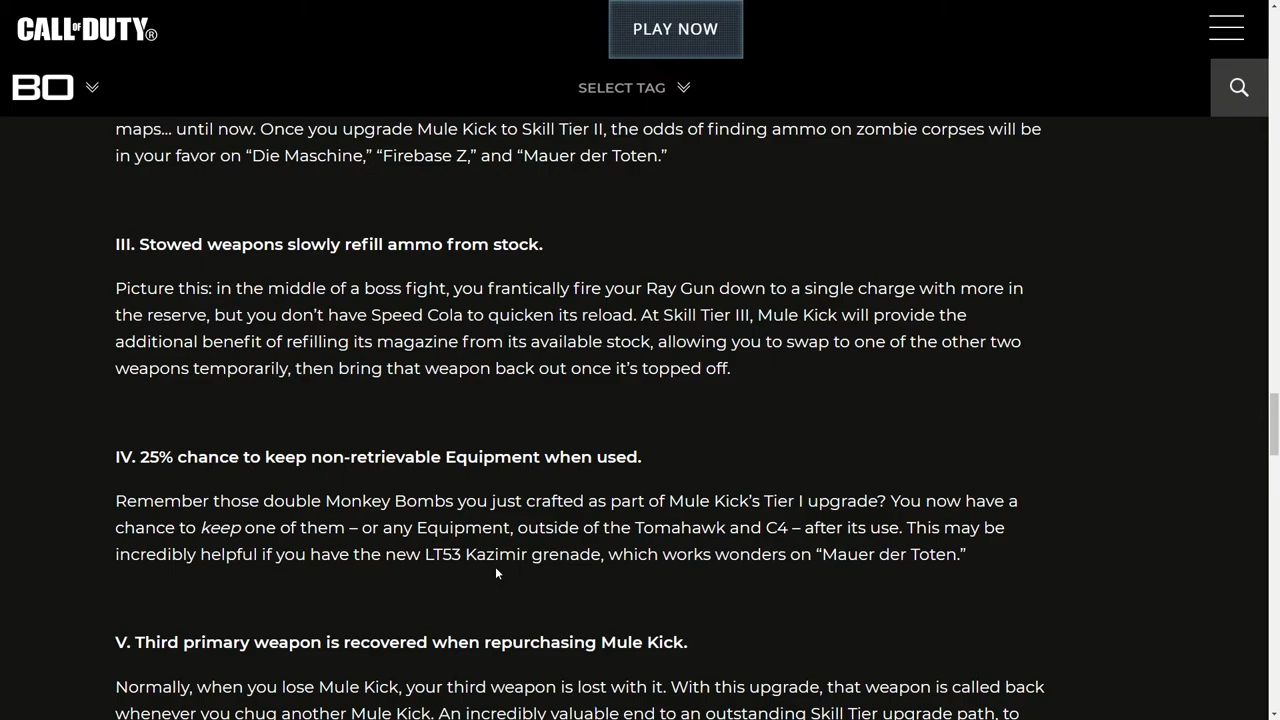 CALL OF DUTY®
PLAY NOW
BO
SELECT TAG
maps… until now. Once you upgrade Mule Kick to Skill Tier II, the odds of finding ammo on zombie corpses will be
in your favor on “Die Maschine,” “Firebase Z,” and “Mauer der Toten.”
III. Stowed weapons slowly refill ammo from stock.
Picture this: in the middle of a boss fight, you frantically fire your Ray Gun down to a single charge with more in
the reserve, but you don’t have Speed Cola to quicken its reload. At Skill Tier III, Mule Kick will provide the
additional benefit of refilling its magazine from its available stock, allowing you to swap to one of the other two
weapons temporarily, then bring that weapon back out once it’s topped off.
IV. 25% chance to keep non-retrievable Equipment when used.
Remember those double Monkey Bombs you just crafted as part of Mule Kick’s Tier I upgrade? You now have a
chance to keep one of them – or any Equipment, outside of the Tomahawk and C4 – after its use. This may be
incredibly helpful if you have the new LT53 Kazimir grenade, which works wonders on “Mauer der Toten.”
V. Third primary weapon is recovered when repurchasing Mule Kick.
Normally, when you lose Mule Kick, your third weapon is lost with it. With this upgrade, that weapon is called back
whenever you chug another Mule Kick. An incredibly valuable end to an outstanding Skill Tier upgrade path, to